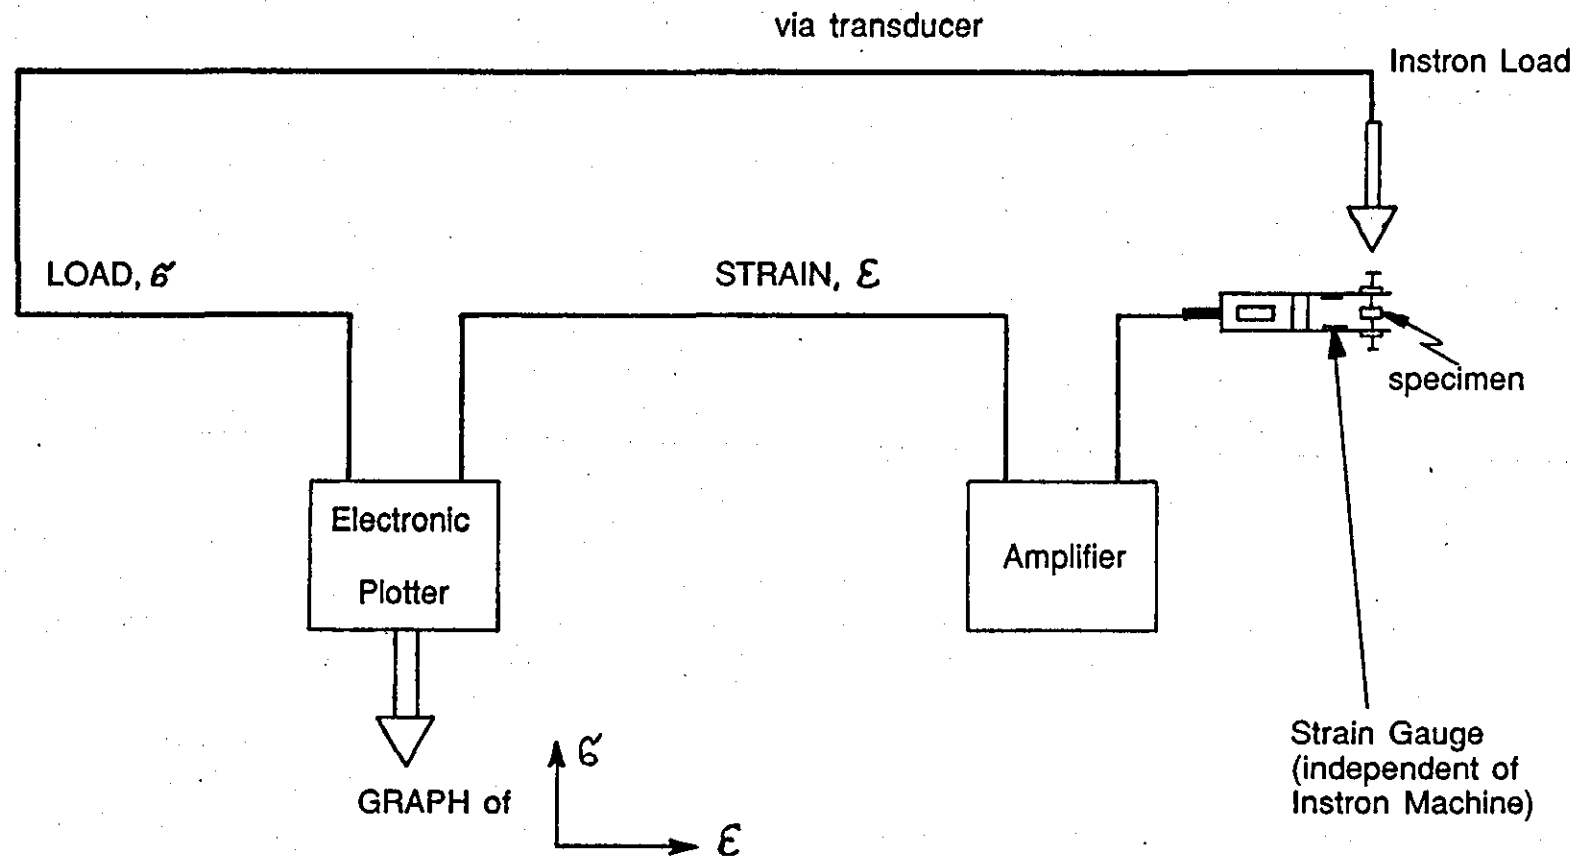 via transducer
Instron Load
LOAD, σ
STRAIN, ε
specimen
Electronic
Plotter
Amplifier
Strain Gauge
(independent of
Instron Machine)
GRAPH of
σ
ε